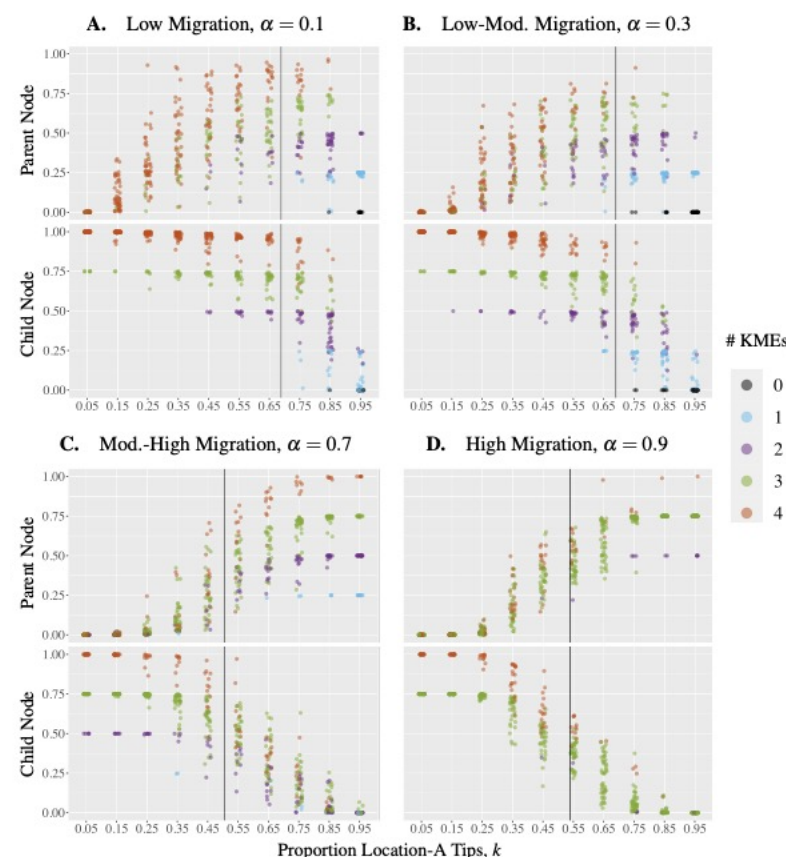 A. Low Migration, α = 0.1
B. Low-Mod. Migration, α = 0.3
Parent Node
1.00
0.75
0.50
0.25
0.00
Child Node
1.00
0.75
0.50
0.25
0.00
0.05 0.15 0.25 0.35 0.45 0.55 0.65 0.75 0.85 0.95
0.05 0.15 0.25 0.35 0.45 0.55 0.65 0.75 0.85 0.95
# KMEs
0
1
2
3
4
C. Mod.-High Migration, α = 0.7
D. High Migration, α = 0.9
Parent Node
1.00
0.75
0.50
0.25
0.00
Child Node
1.00
0.75
0.50
0.25
0.00
0.05 0.15 0.25 0.35 0.45 0.55 0.65 0.75 0.85 0.95
0.05 0.15 0.25 0.35 0.45 0.55 0.65 0.75 0.85 0.95
Proportion Location-A Tips, k